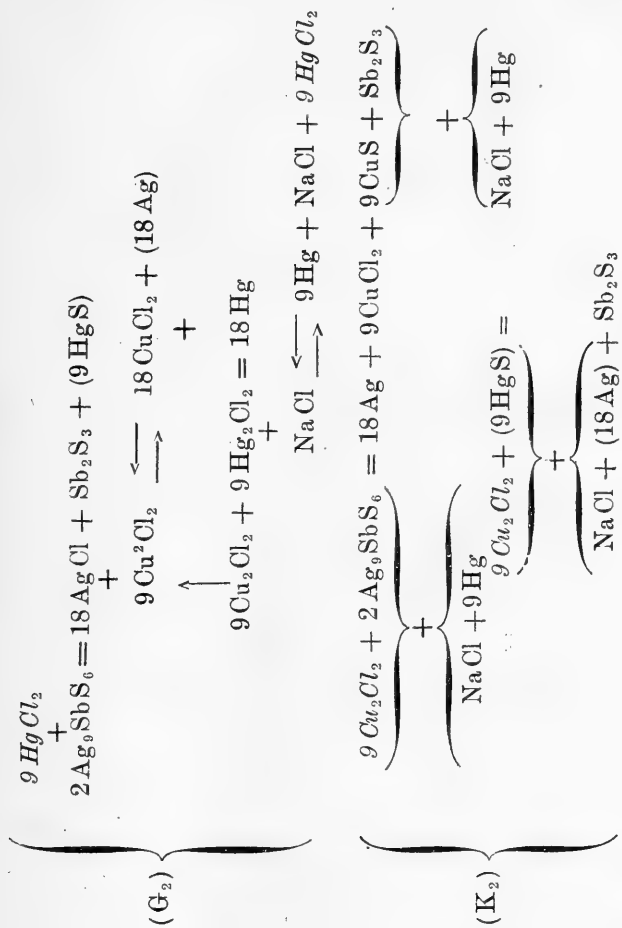 (G₂)
9 HgCl₂
+
2 Ag₉SbS₆ = 18 AgCl + Sb₂S₃ + (9 HgS)
+
9 Cu²Cl₂ ⇄ 18 CuCl₂ + (18 Ag)
↑ +
9 Cu₂Cl₂ + 9 Hg₂Cl₂ = 18 Hg
+
NaCl ⇄ 9 Hg + NaCl + 9 HgCl₂
(K₂)
9 Cu₂Cl₂ + 2 Ag₉SbS₆ = 18 Ag + 9 CuCl₂ + 9 CuS + Sb₂S₃
+ +
NaCl + 9 Hg NaCl + 9 Hg
9 Cu₂Cl₂ + (9 HgS) =
+
NaCl + (18 Ag) + Sb₂S₃